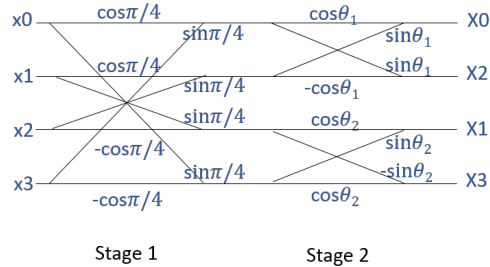 cosπ/4 cosθ₁
x0 X0
sinπ/4 sinθ₁
cosπ/4 sinθ₁
x1 X2
sinπ/4 -cosθ₁
sinπ/4 cosθ₂
x2 X1
-cosπ/4 sinθ₂
sinπ/4 -sinθ₂
x3 X3
-cosπ/4 cosθ₂
Stage 1 Stage 2